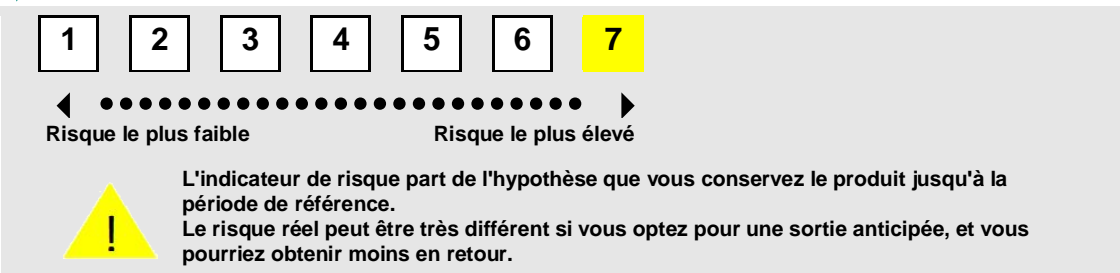 1 2 3 4 5 6 7
Risque le plus faible Risque le plus élevé
L'indicateur de risque part de l'hypothèse que vous conservez le produit jusqu'à la
période de référence.
Le risque réel peut être très différent si vous optez pour une sortie anticipée, et vous
pourriez obtenir moins en retour.
!